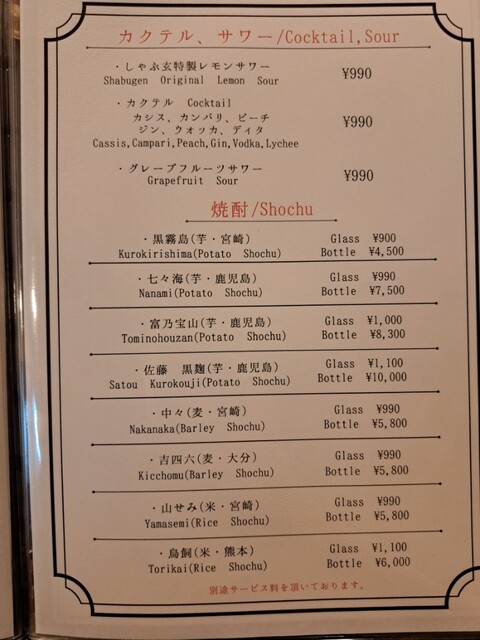 カクテル、サワー/Cocktail,Sour
・しゃぶ玄特製レモンサワー
Shabugen Original Lemon Sour
¥990
・カクテル Cocktail
カシス、カンパリ、ピーチ
ジン、ウォッカ、ディタ
Cassis,Campari,Peach,Gin,Vodka,Lychee
¥990
・グレープフルーツサワー
Grapefruit Sour
¥990
焼酎/Shochu
・黒霧島(芋・宮崎) Glass ¥900
Kurokirishima(Potato Shochu) Bottle ¥4,500
・七々海(芋・鹿児島) Glass ¥990
Nanami(Potato Shochu) Bottle ¥7,500
・富乃宝山(芋・鹿児島) Glass ¥1,000
Tominohouzan(Potato Shochu) Bottle ¥8,300
・佐藤 黒麹(芋・鹿児島) Glass ¥1,100
Satou Kurokouji(Potato Shochu) Bottle ¥10,000
・中々(麦・宮崎) Glass ¥990
Nakanaka(Barley Shochu) Bottle ¥5,800
・吉四六(麦・大分) Glass ¥990
Kicchomu(Barley Shochu) Bottle ¥5,800
・山せみ(米・宮崎) Glass ¥990
Yamasemi(Rice Shochu) Bottle ¥5,800
・鳥飼(米・熊本) Glass ¥1,100
Torikai(Rice Shochu) Bottle ¥6,000
別途サービス料を頂いております。